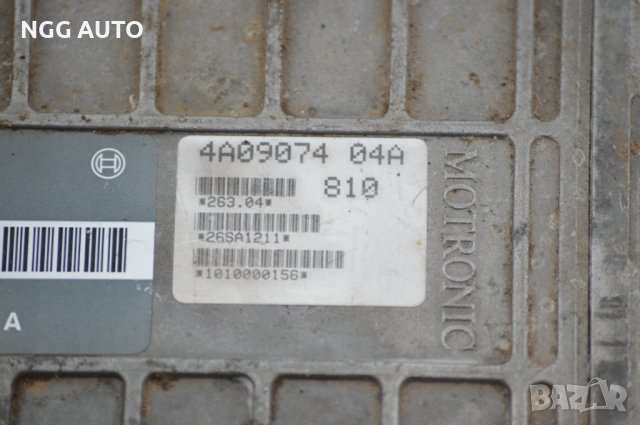 NGG AUTO
4A09074 04A
810
*263.04*
*26SA1211*
*1010000156*
A
MOTRONIC
BAZAR